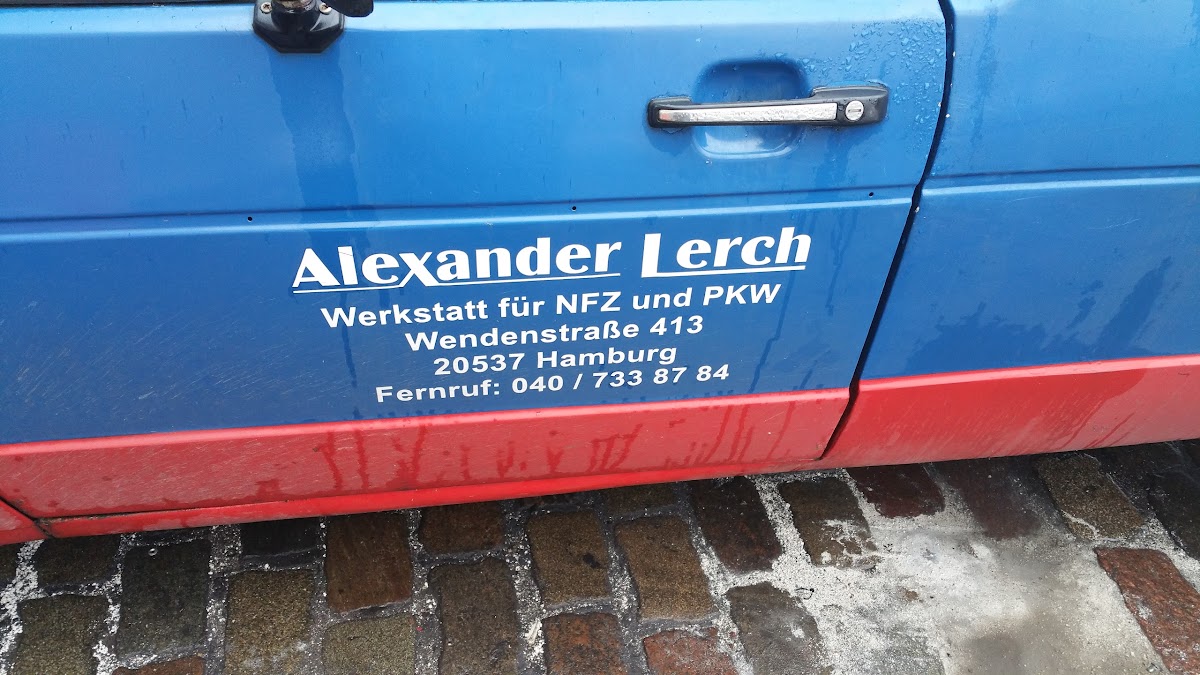 Alexander Lerch
Werkstatt für NFZ und PKW
Wendenstraße 413
20537 Hamburg
Fernruf: 040 / 733 87 84